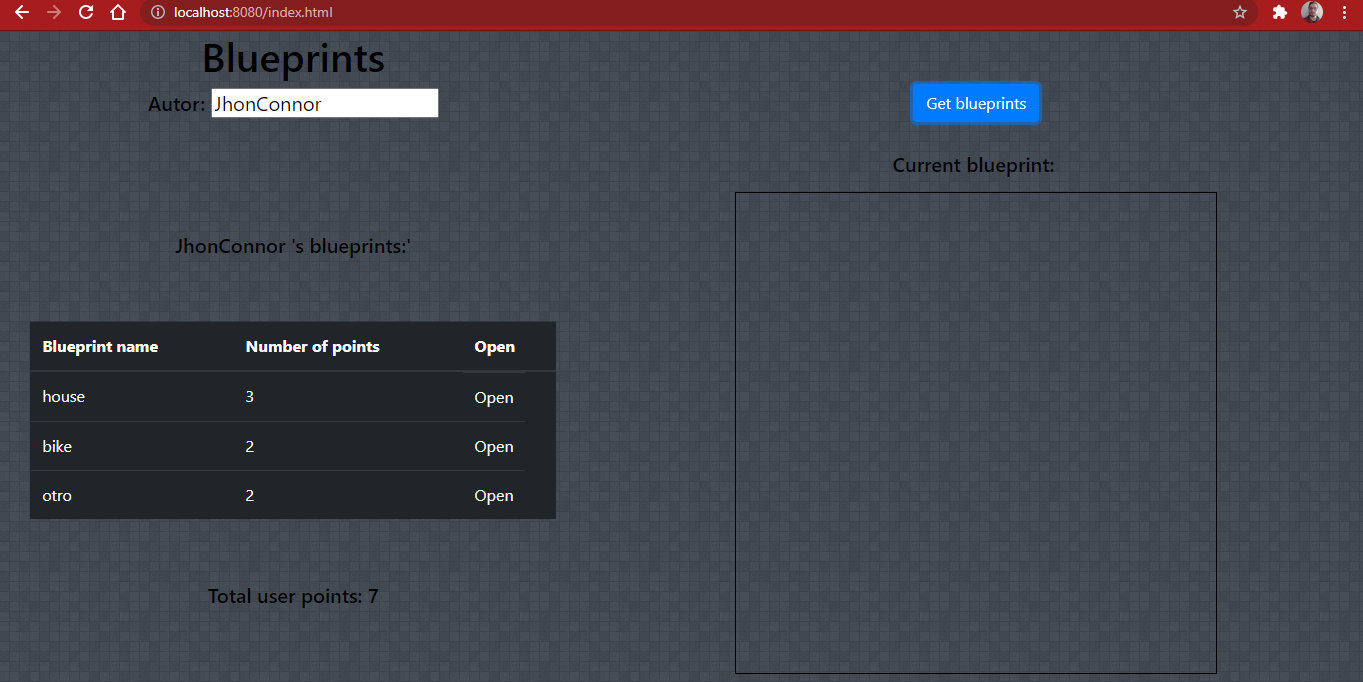 localhost:8080/index.html
Blueprints
Autor: JhonConnor
Get blueprints
Current blueprint:
JhonConnor 's blueprints:'
Blueprint name Number of points Open
house 3 Open
bike 2 Open
otro 2 Open
Total user points: 7